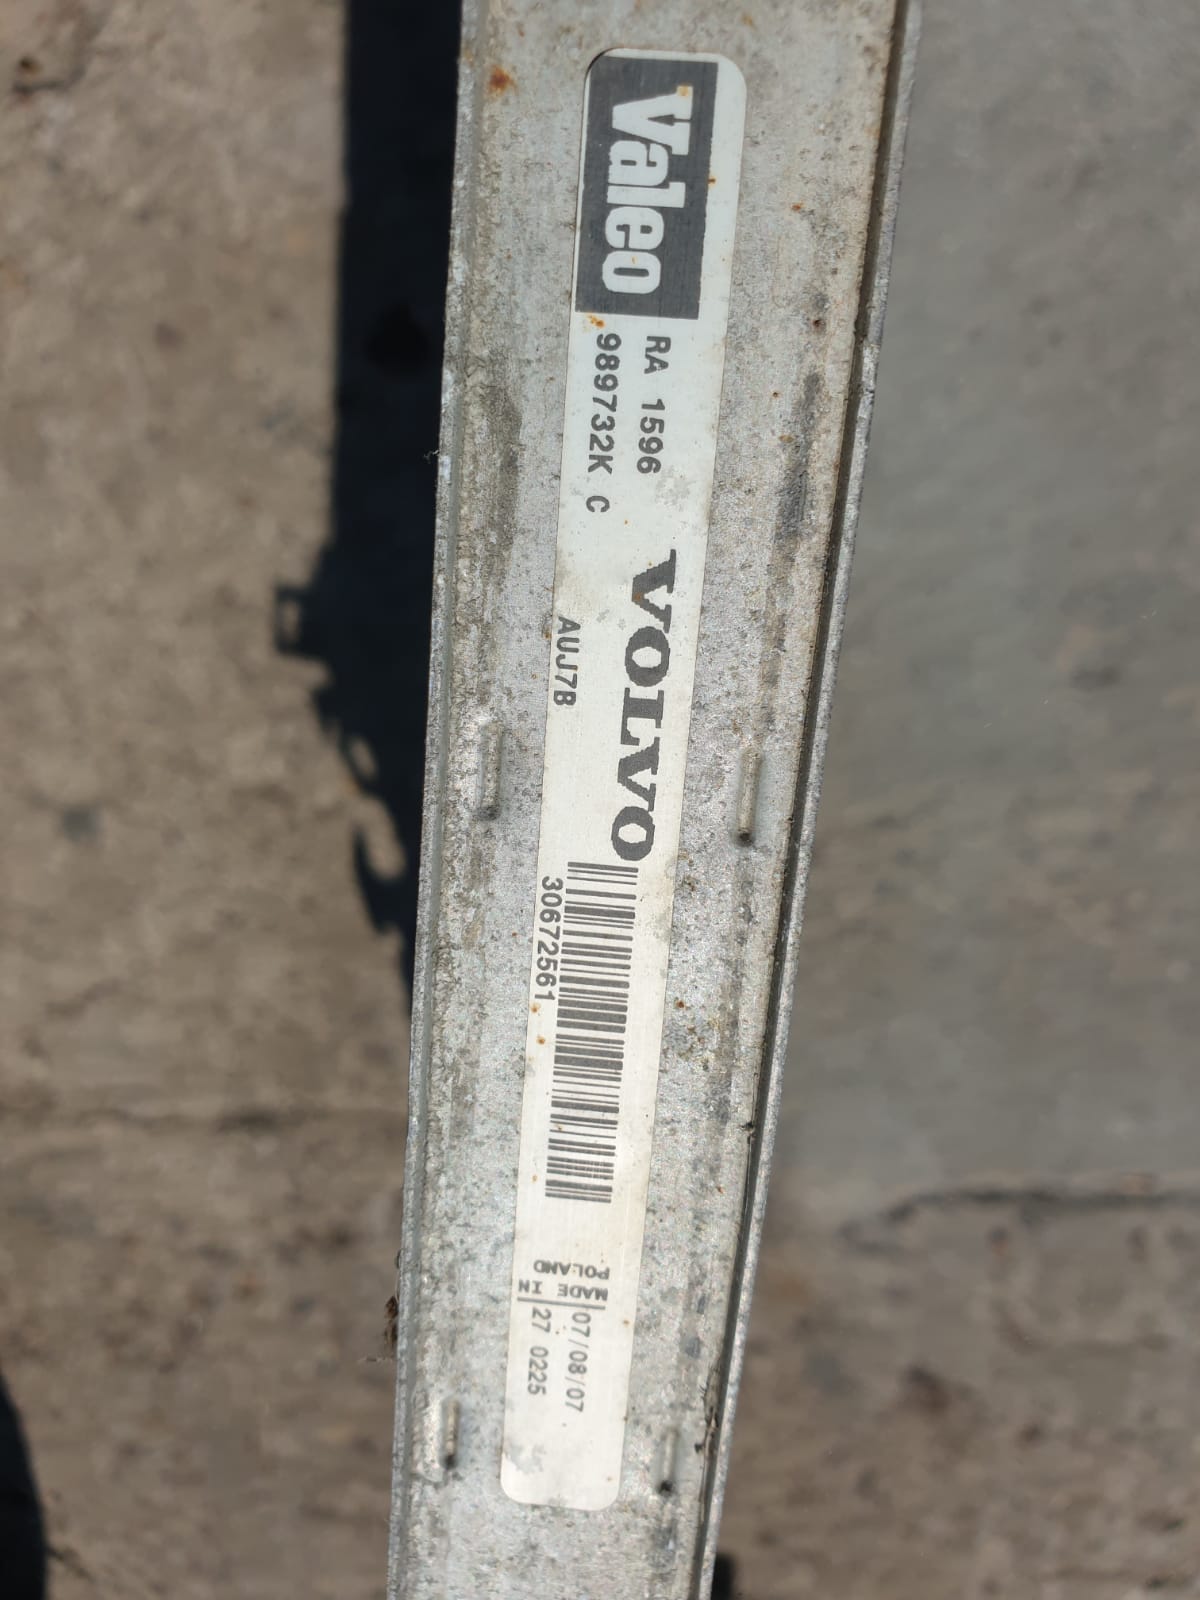 Valeo
RA 1596
989732K C
VOLVO
AUJ7B
30672561
MADE IN
POLAND
07/08/07
27 0225